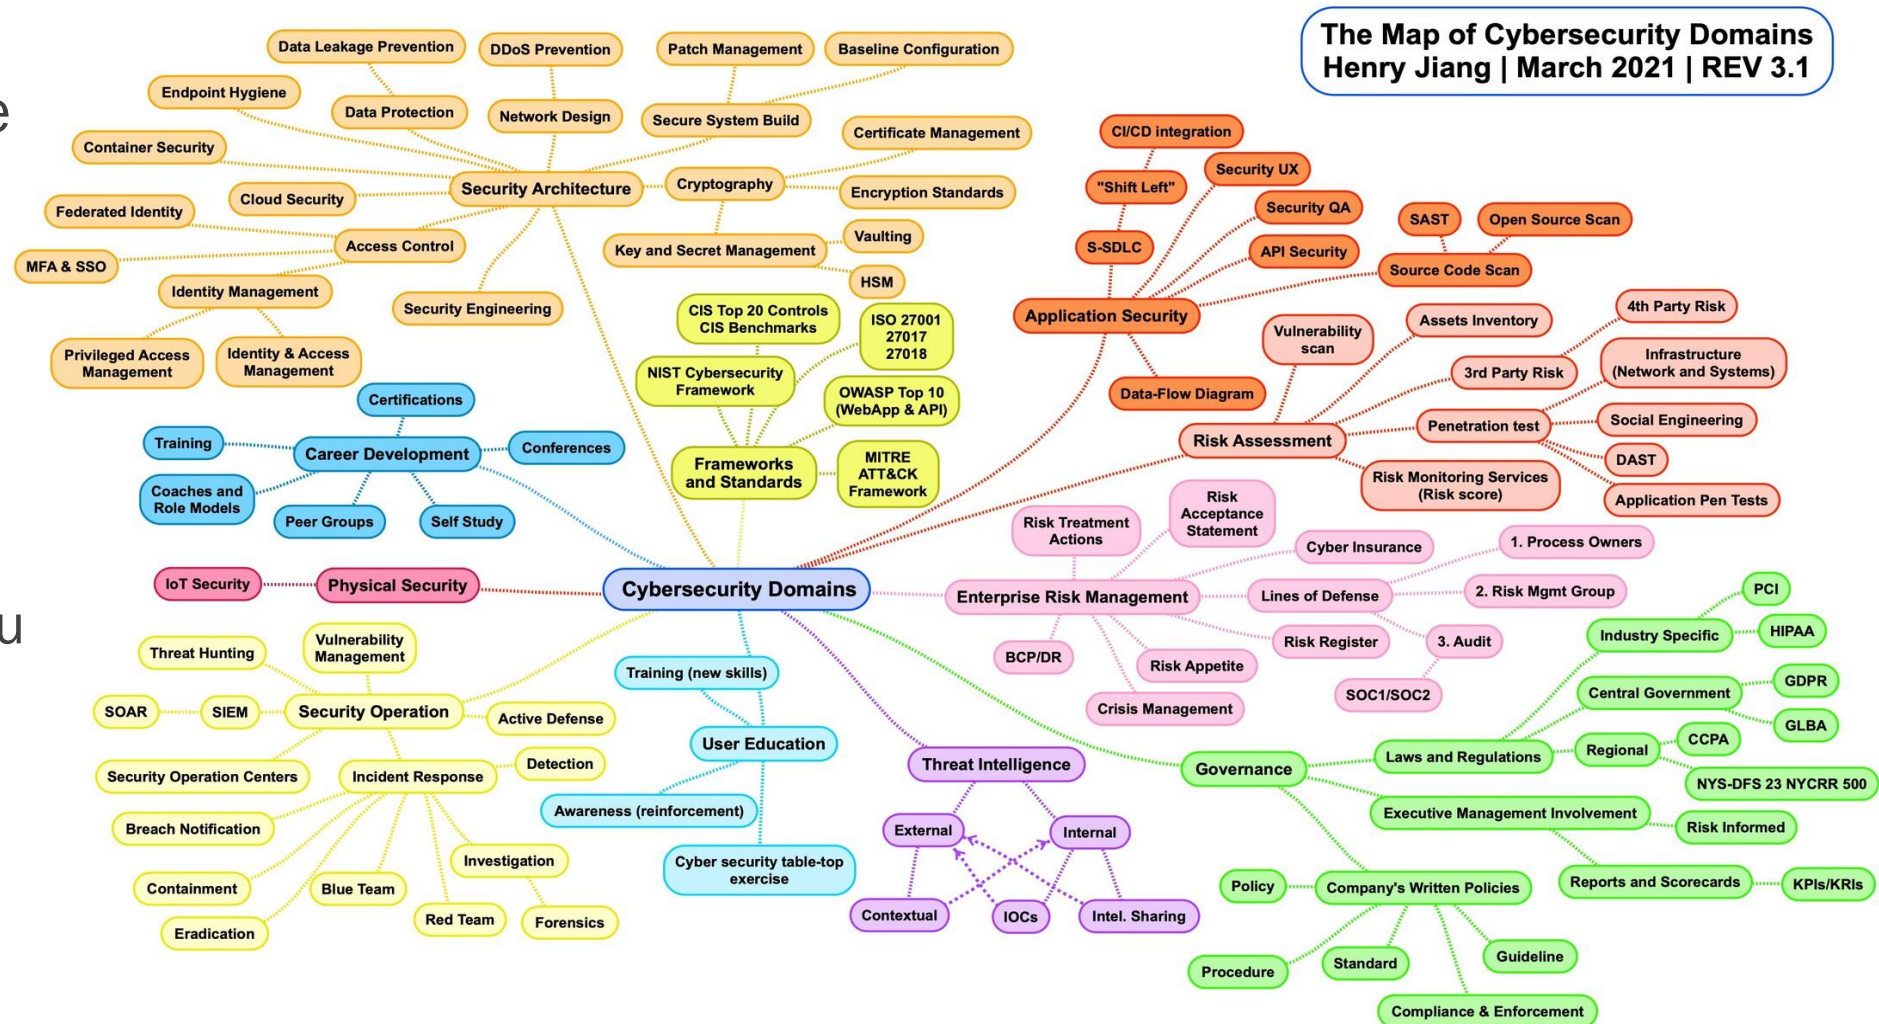 The Map of Cybersecurity Domains
Henry Jiang | March 2021 | REV 3.1
e
u
Data Leakage Prevention
DDoS Prevention
Patch Management
Baseline Configuration
Endpoint Hygiene
Data Protection
Network Design
Secure System Build
Certificate Management
Container Security
Security Architecture
Cryptography
Encryption Standards
Cloud Security
Federated Identity
Access Control
Key and Secret Management
Vaulting
HSM
MFA & SSO
Identity Management
Security Engineering
Privileged Access
Management
Identity & Access
Management
CI/CD integration
Security UX
"Shift Left"
Security QA
S-SDLC
API Security
SAST
Open Source Scan
Source Code Scan
Application Security
Data-Flow Diagram
CIS Top 20 Controls
CIS Benchmarks
ISO 27001
27017
27018
NIST Cybersecurity
Framework
OWASP Top 10
(WebApp & API)
Frameworks
and Standards
MITRE
ATT&CK
Framework
Vulnerability
scan
Assets Inventory
4th Party Risk
3rd Party Risk
Infrastructure
(Network and Systems)
Penetration test
Social Engineering
Risk Assessment
DAST
Risk Monitoring Services
(Risk score)
Application Pen Tests
Certifications
Training
Career Development
Conferences
Coaches and
Role Models
Peer Groups
Self Study
IoT Security
Physical Security
Cybersecurity Domains
Risk Treatment
Actions
Risk
Acceptance
Statement
Cyber Insurance
1. Process Owners
Enterprise Risk Management
Lines of Defense
2. Risk Mgmt Group
Risk Register
3. Audit
BCP/DR
Risk Appetite
SOC1/SOC2
Crisis Management
Threat Hunting
Vulnerability
Management
SOAR
SIEM
Security Operation
Active Defense
Security Operation Centers
Incident Response
Detection
Breach Notification
Investigation
Containment
Blue Team
Red Team
Forensics
Eradication
Training (new skills)
User Education
Awareness (reinforcement)
Cyber security table-top
exercise
Threat Intelligence
External
Internal
Contextual
IOCs
Intel. Sharing
PCI
Industry Specific
HIPAA
Central Government
GDPR
GLBA
Governance
Laws and Regulations
Regional
CCPA
NYS-DFS 23 NYCRR 500
Executive Management Involvement
Risk Informed
Reports and Scorecards
KPIs/KRIs
Policy
Company's Written Policies
Procedure
Standard
Guideline
Compliance & Enforcement